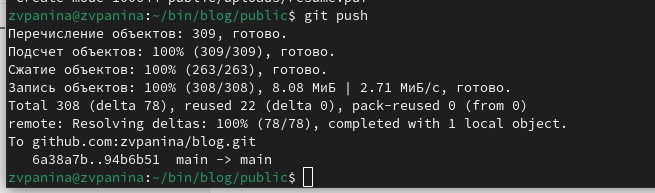 zvpanina@zvpanina:~/bin/blog/public$ git push
Перечисление объектов: 309, готово.
Подсчет объектов: 100% (309/309), готово.
Сжатие объектов: 100% (263/263), готово.
Запись объектов: 100% (308/308), 8.08 МиБ | 2.71 МиБ/с, готово.
Total 308 (delta 78), reused 22 (delta 0), pack-reused 0 (from 0)
remote: Resolving deltas: 100% (78/78), completed with 1 local object.
To github.com:zvpanina/blog.git
   6a38a7b..94b6b51  main -> main
zvpanina@zvpanina:~/bin/blog/public$